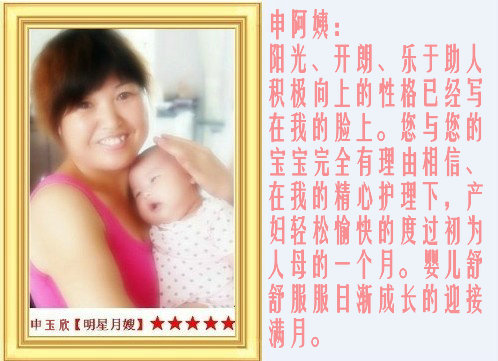 申阿姨：
阳光、开朗、乐于助人
积极向上的性格已经写
在我的脸上。您与您的
宝宝完全有理由相信、
在我的精心护理下，产
妇轻松愉快的度过初为
人母的一个月。婴儿舒
舒服服日渐成长的迎接
满月。
申玉欣【明星月嫂】★★★★★